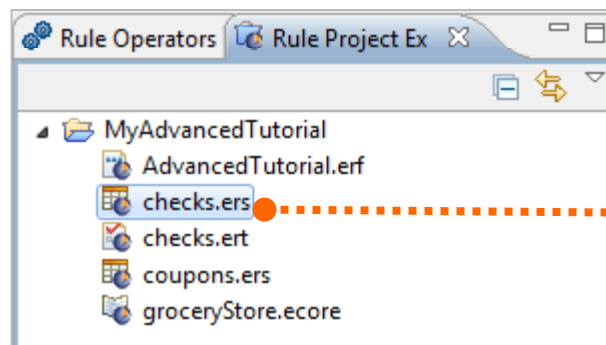 Rule Operators Rule Project Ex
MyAdvancedTutorial
AdvancedTutorial.erf
checks.ers
checks.ert
coupons.ers
groceryStore.ecore